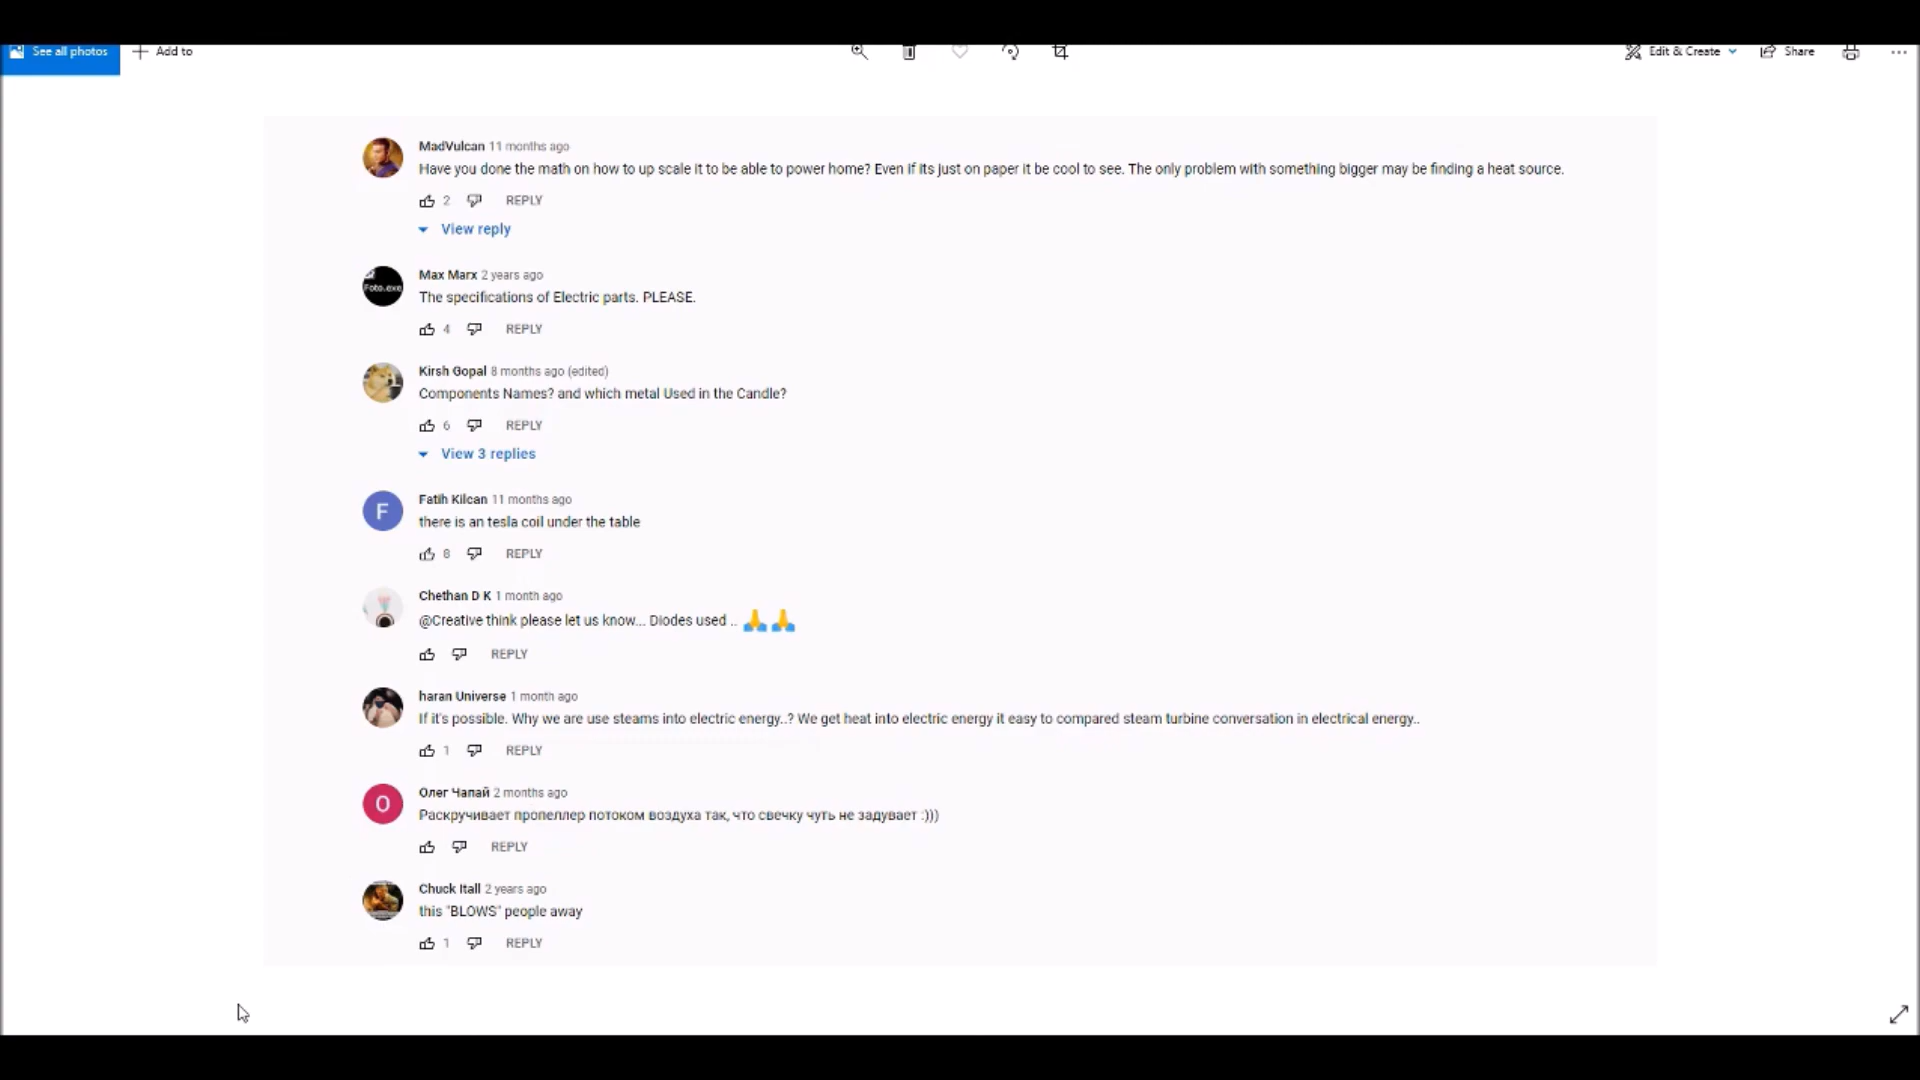 See all photos
Add to
Edit & Create
Share
MadVulcan 11 months ago
Have you done the math on how to up scale it to be able to power home? Even if its just on paper it be cool to see. The only problem with something bigger may be finding a heat source.
2 REPLY
View reply
Max Marx 2 years ago
Foto.exe
The specifications of Electric parts. PLEASE.
4 REPLY
Kirsh Gopal 8 months ago (edited)
Components Names? and which metal Used in the Candle?
6 REPLY
View 3 replies
Fatih Kilcan 11 months ago
F
there is an tesla coil under the table
8 REPLY
Chethan D K 1 month ago
@Creative think please let us know... Diodes used .. 🙏🙏
REPLY
haran Universe 1 month ago
If it's possible. Why we are use steams into electric energy..? We get heat into electric energy it easy to compared steam turbine conversation in electrical energy..
1 REPLY
Олег Чапай 2 months ago
О
Раскручивает пропеллер потоком воздуха так, что свечку чуть не задувает :)))
REPLY
Chuck Itall 2 years ago
this "BLOWS" people away
1 REPLY